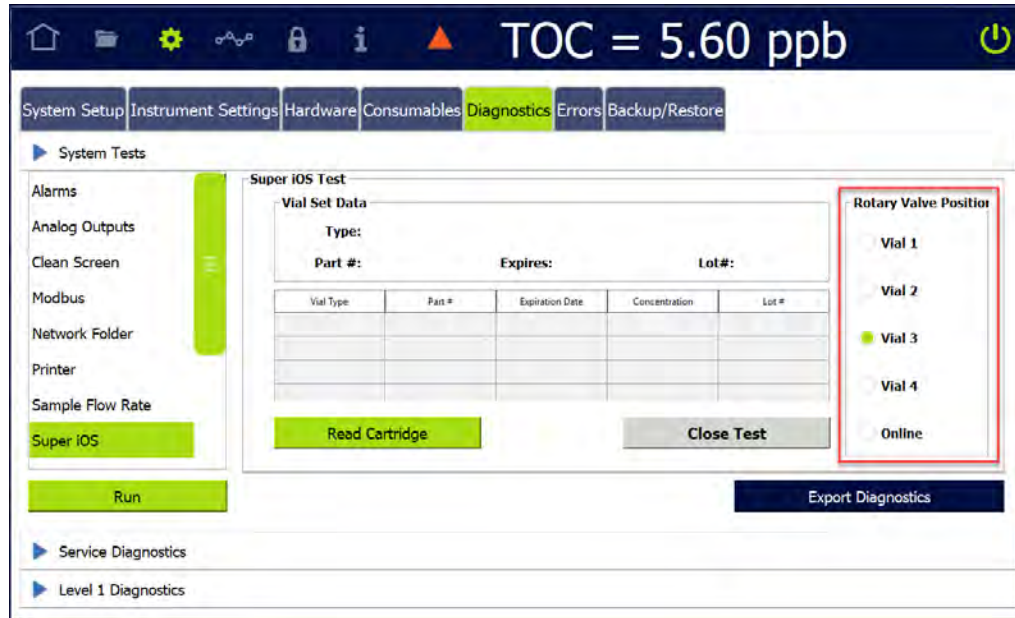 TOC = 5.60 ppb
System Setup Instrument Settings Hardware Consumables Diagnostics Errors Backup/Restore
System Tests
Alarms
Analog Outputs
Clean Screen
Modbus
Network Folder
Printer
Sample Flow Rate
Super iOS
Run
Super iOS Test
Vial Set Data
Type:
Part #: Expires: Lot#:
Vial Type Part # Expiration Date Concentration Lot #
Read Cartridge Close Test
Rotary Valve Position
Vial 1
Vial 2
Vial 3
Vial 4
Online
Export Diagnostics
Service Diagnostics
Level 1 Diagnostics